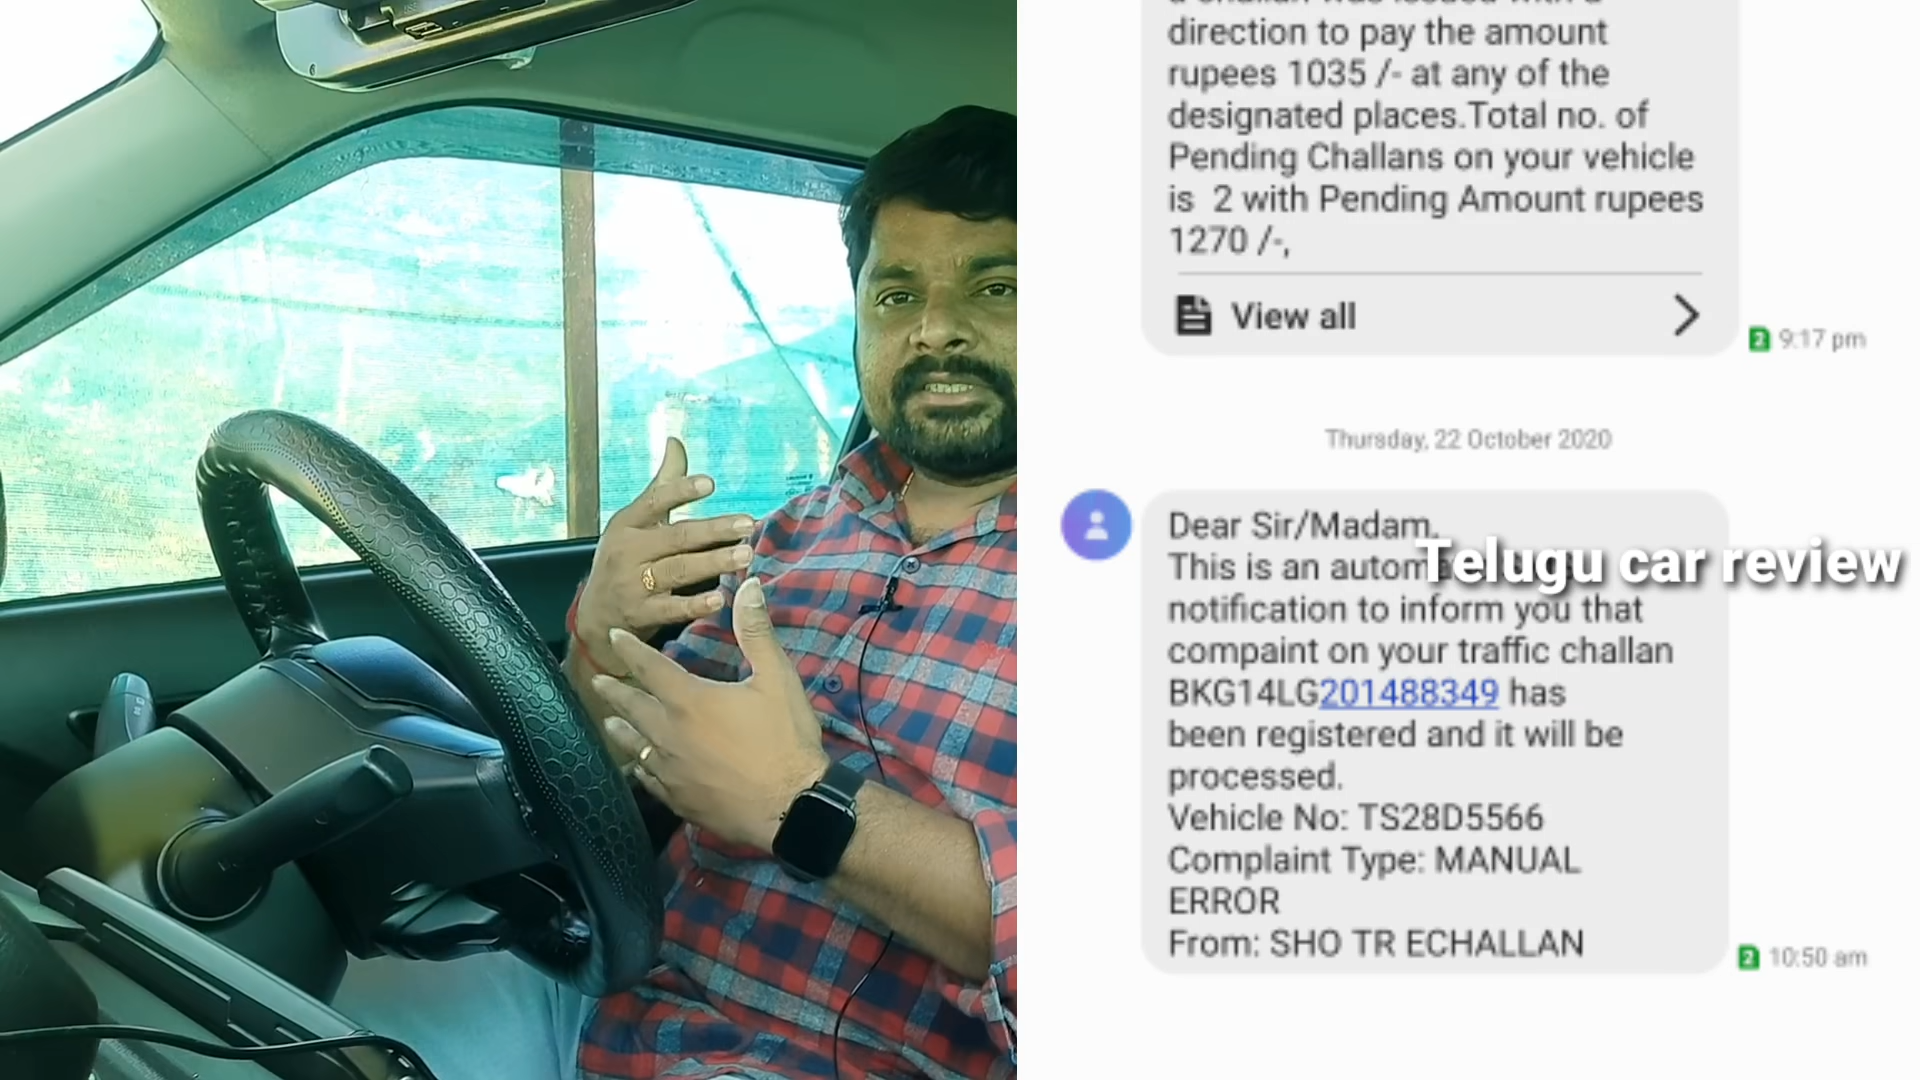 direction to pay the amount
rupees 1035 /- at any of the
designated places.Total no. of
Pending Challans on your vehicle
is 2 with Pending Amount rupees
1270 /-,
View all
2 9:17 pm
Thursday, 22 October 2020
Dear Sir/Madam,
This is an
notification to inform you that
compaint on your traffic challan
BKG14LG201488349 has
been registered and it will be
processed.
Vehicle No: TS28D5566
Complaint Type: MANUAL
ERROR
From: SHO TR ECHALLAN
2 10:50 am
Telugu car review